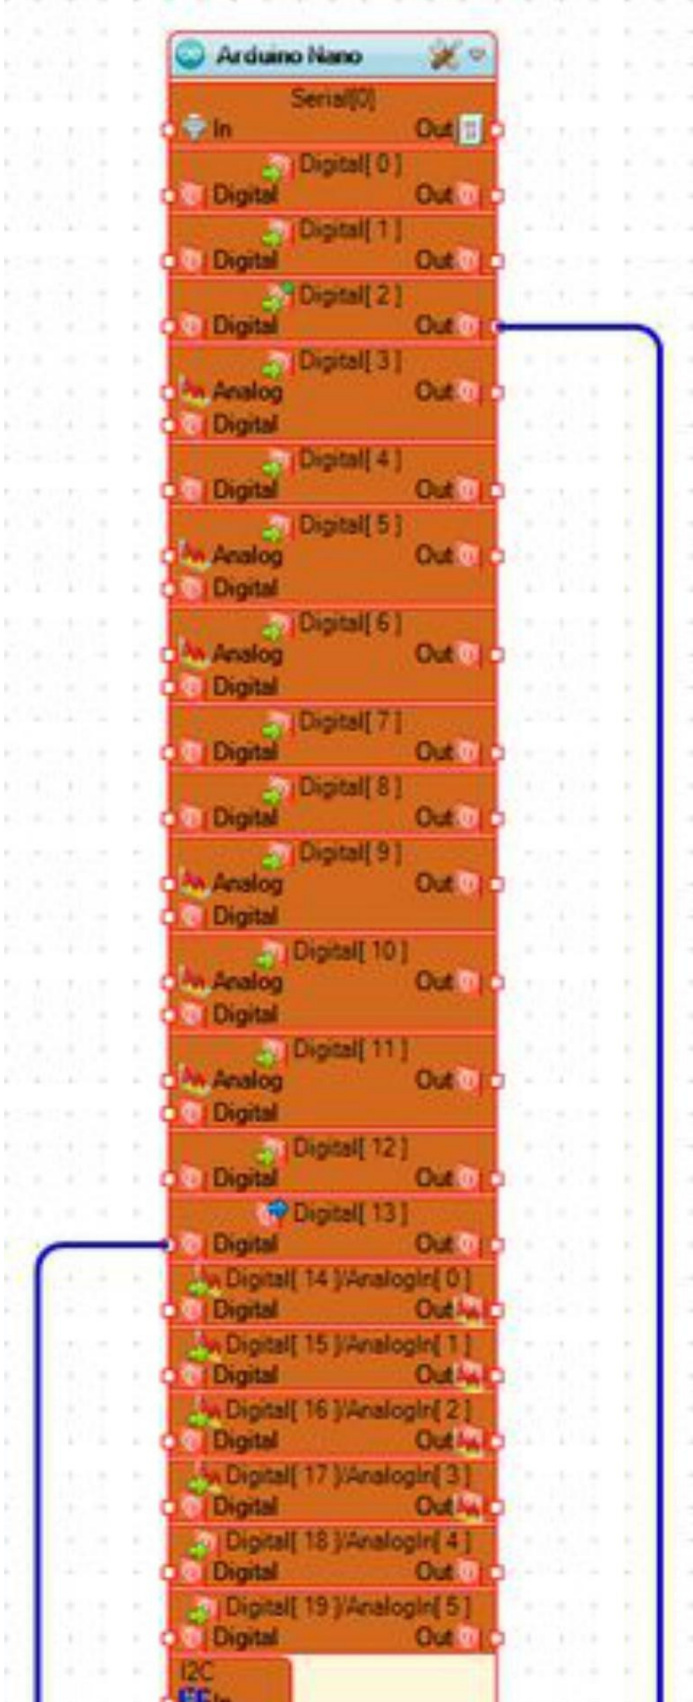 Arduino Nano
Serial[0]
In Out
Digital[ 0 ]
Digital Out
Digital[ 1 ]
Digital Out
Digital[ 2 ]
Digital Out
Digital[ 3 ]
Analog Out
Digital
Digital[ 4 ]
Digital Out
Digital[ 5 ]
Analog Out
Digital
Digital[ 6 ]
Analog Out
Digital
Digital[ 7 ]
Digital Out
Digital[ 8 ]
Digital Out
Digital[ 9 ]
Analog Out
Digital
Digital[ 10 ]
Analog Out
Digital
Digital[ 11 ]
Analog Out
Digital
Digital[ 12 ]
Digital Out
Digital[ 13 ]
Digital Out
Digital[ 14 ]/AnalogIn[ 0 ]
Digital Out
Digital[ 15 ]/AnalogIn[ 1 ]
Digital Out
Digital[ 16 ]/AnalogIn[ 2 ]
Digital Out
Digital[ 17 ]/AnalogIn[ 3 ]
Digital Out
Digital[ 18 ]/AnalogIn[ 4 ]
Digital Out
Digital[ 19 ]/AnalogIn[ 5 ]
Digital Out
I2C
In